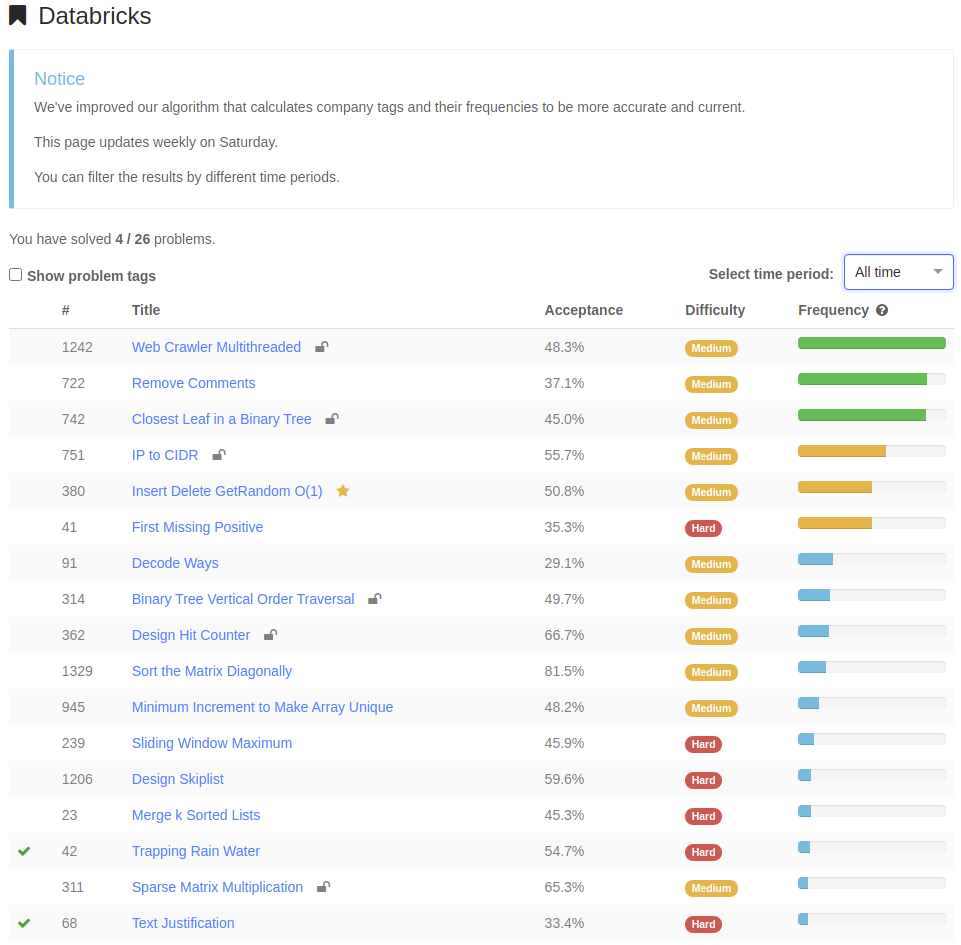 Databricks
Notice
We've improved our algorithm that calculates company tags and their frequencies to be more accurate and current.
This page updates weekly on Saturday.
You can filter the results by different time periods.
You have solved 4 / 26 problems.
Show problem tags Select time period: All time
# Title Acceptance Difficulty Frequency ?
1242 Web Crawler Multithreaded 48.3% Medium
722 Remove Comments 37.1% Medium
742 Closest Leaf in a Binary Tree 45.0% Medium
751 IP to CIDR 55.7% Medium
380 Insert Delete GetRandom O(1) 50.8% Medium
41 First Missing Positive 35.3% Hard
91 Decode Ways 29.1% Medium
314 Binary Tree Vertical Order Traversal 49.7% Medium
362 Design Hit Counter 66.7% Medium
1329 Sort the Matrix Diagonally 81.5% Medium
945 Minimum Increment to Make Array Unique 48.2% Medium
239 Sliding Window Maximum 45.9% Hard
1206 Design Skiplist 59.6% Hard
23 Merge k Sorted Lists 45.3% Hard
42 Trapping Rain Water 54.7% Hard
311 Sparse Matrix Multiplication 65.3% Medium
68 Text Justification 33.4% Hard